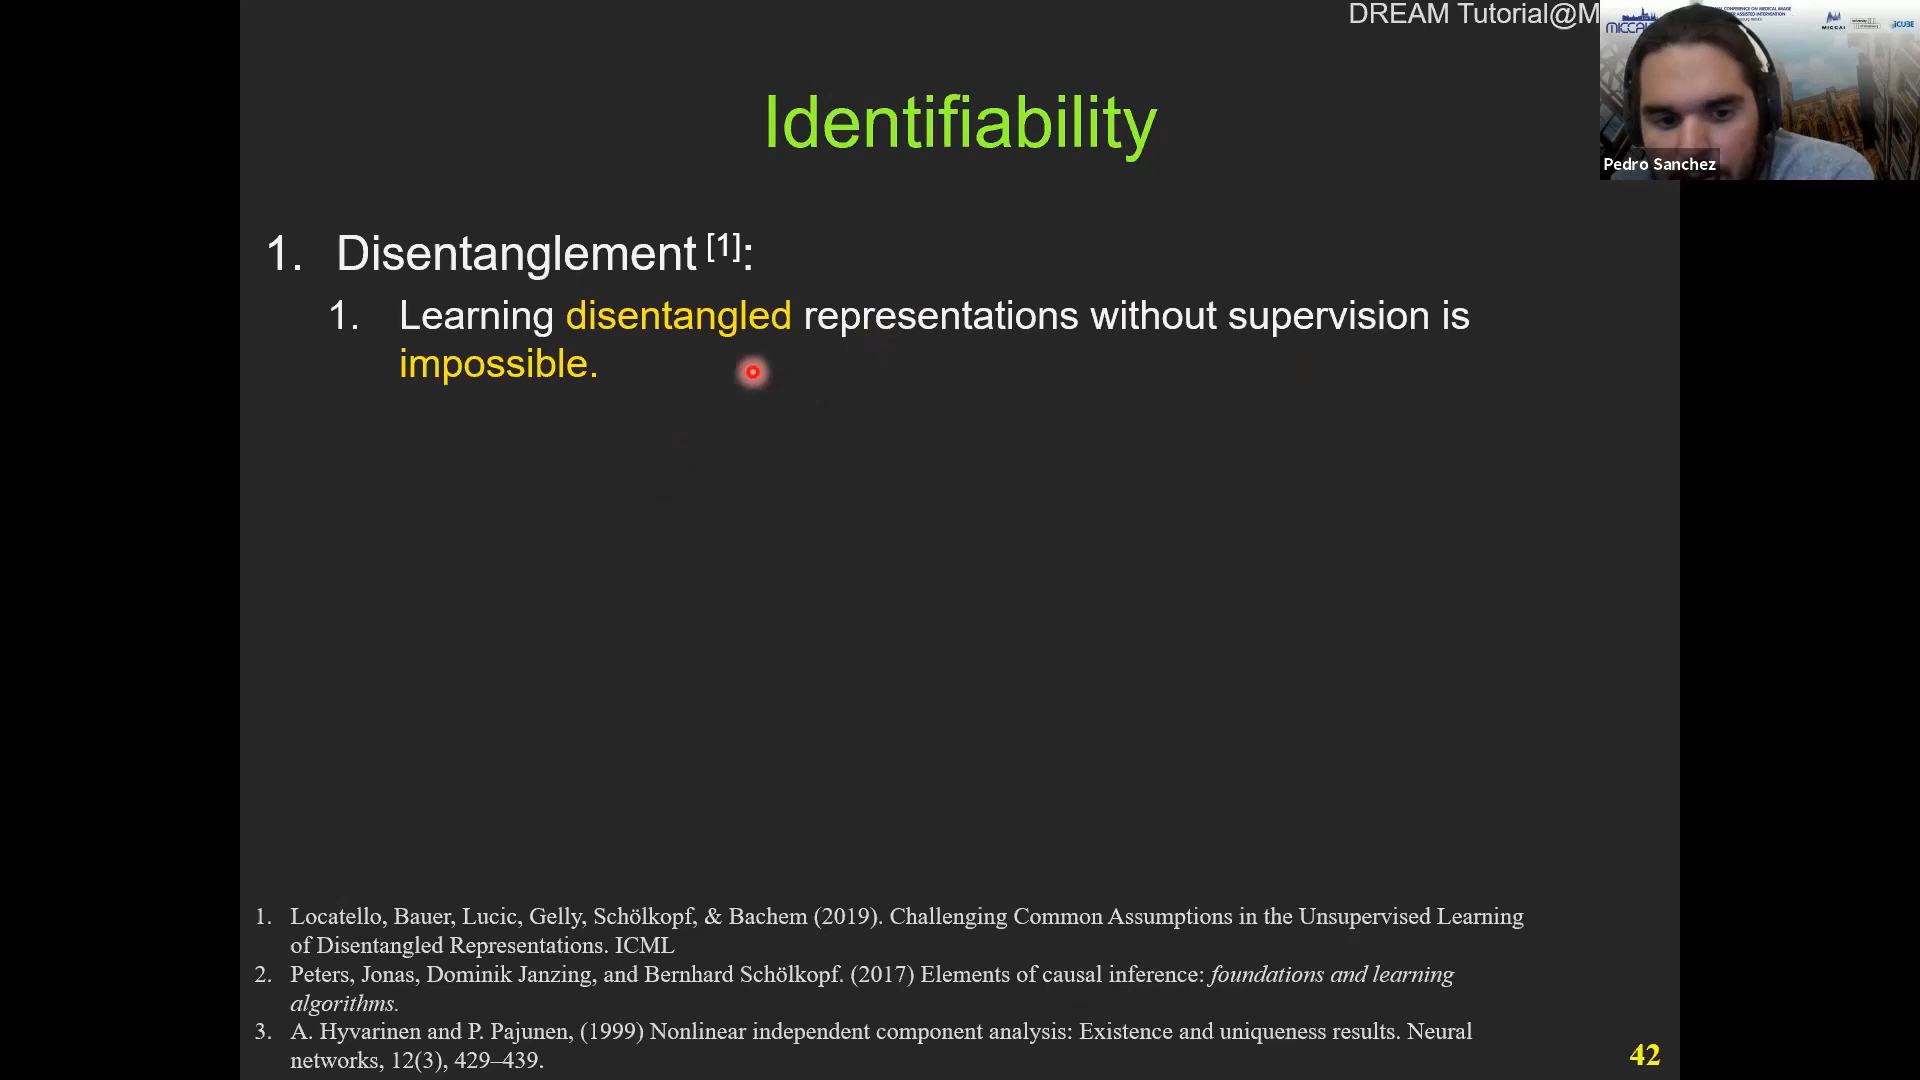 DREAM Tutorial@M
Identifiability
1. Disentanglement [1]:
1. Learning disentangled representations without supervision is
impossible.
1. Locatello, Bauer, Lucic, Gelly, Schölkopf, & Bachem (2019). Challenging Common Assumptions in the Unsupervised Learning
of Disentangled Representations. ICML
2. Peters, Jonas, Dominik Janzing, and Bernhard Schölkopf. (2017) Elements of causal inference: foundations and learning
algorithms.
3. A. Hyvarinen and P. Pajunen, (1999) Nonlinear independent component analysis: Existence and uniqueness results. Neural
networks, 12(3), 429–439.
42
MICCAI
iCUBE
Pedro Sanchez